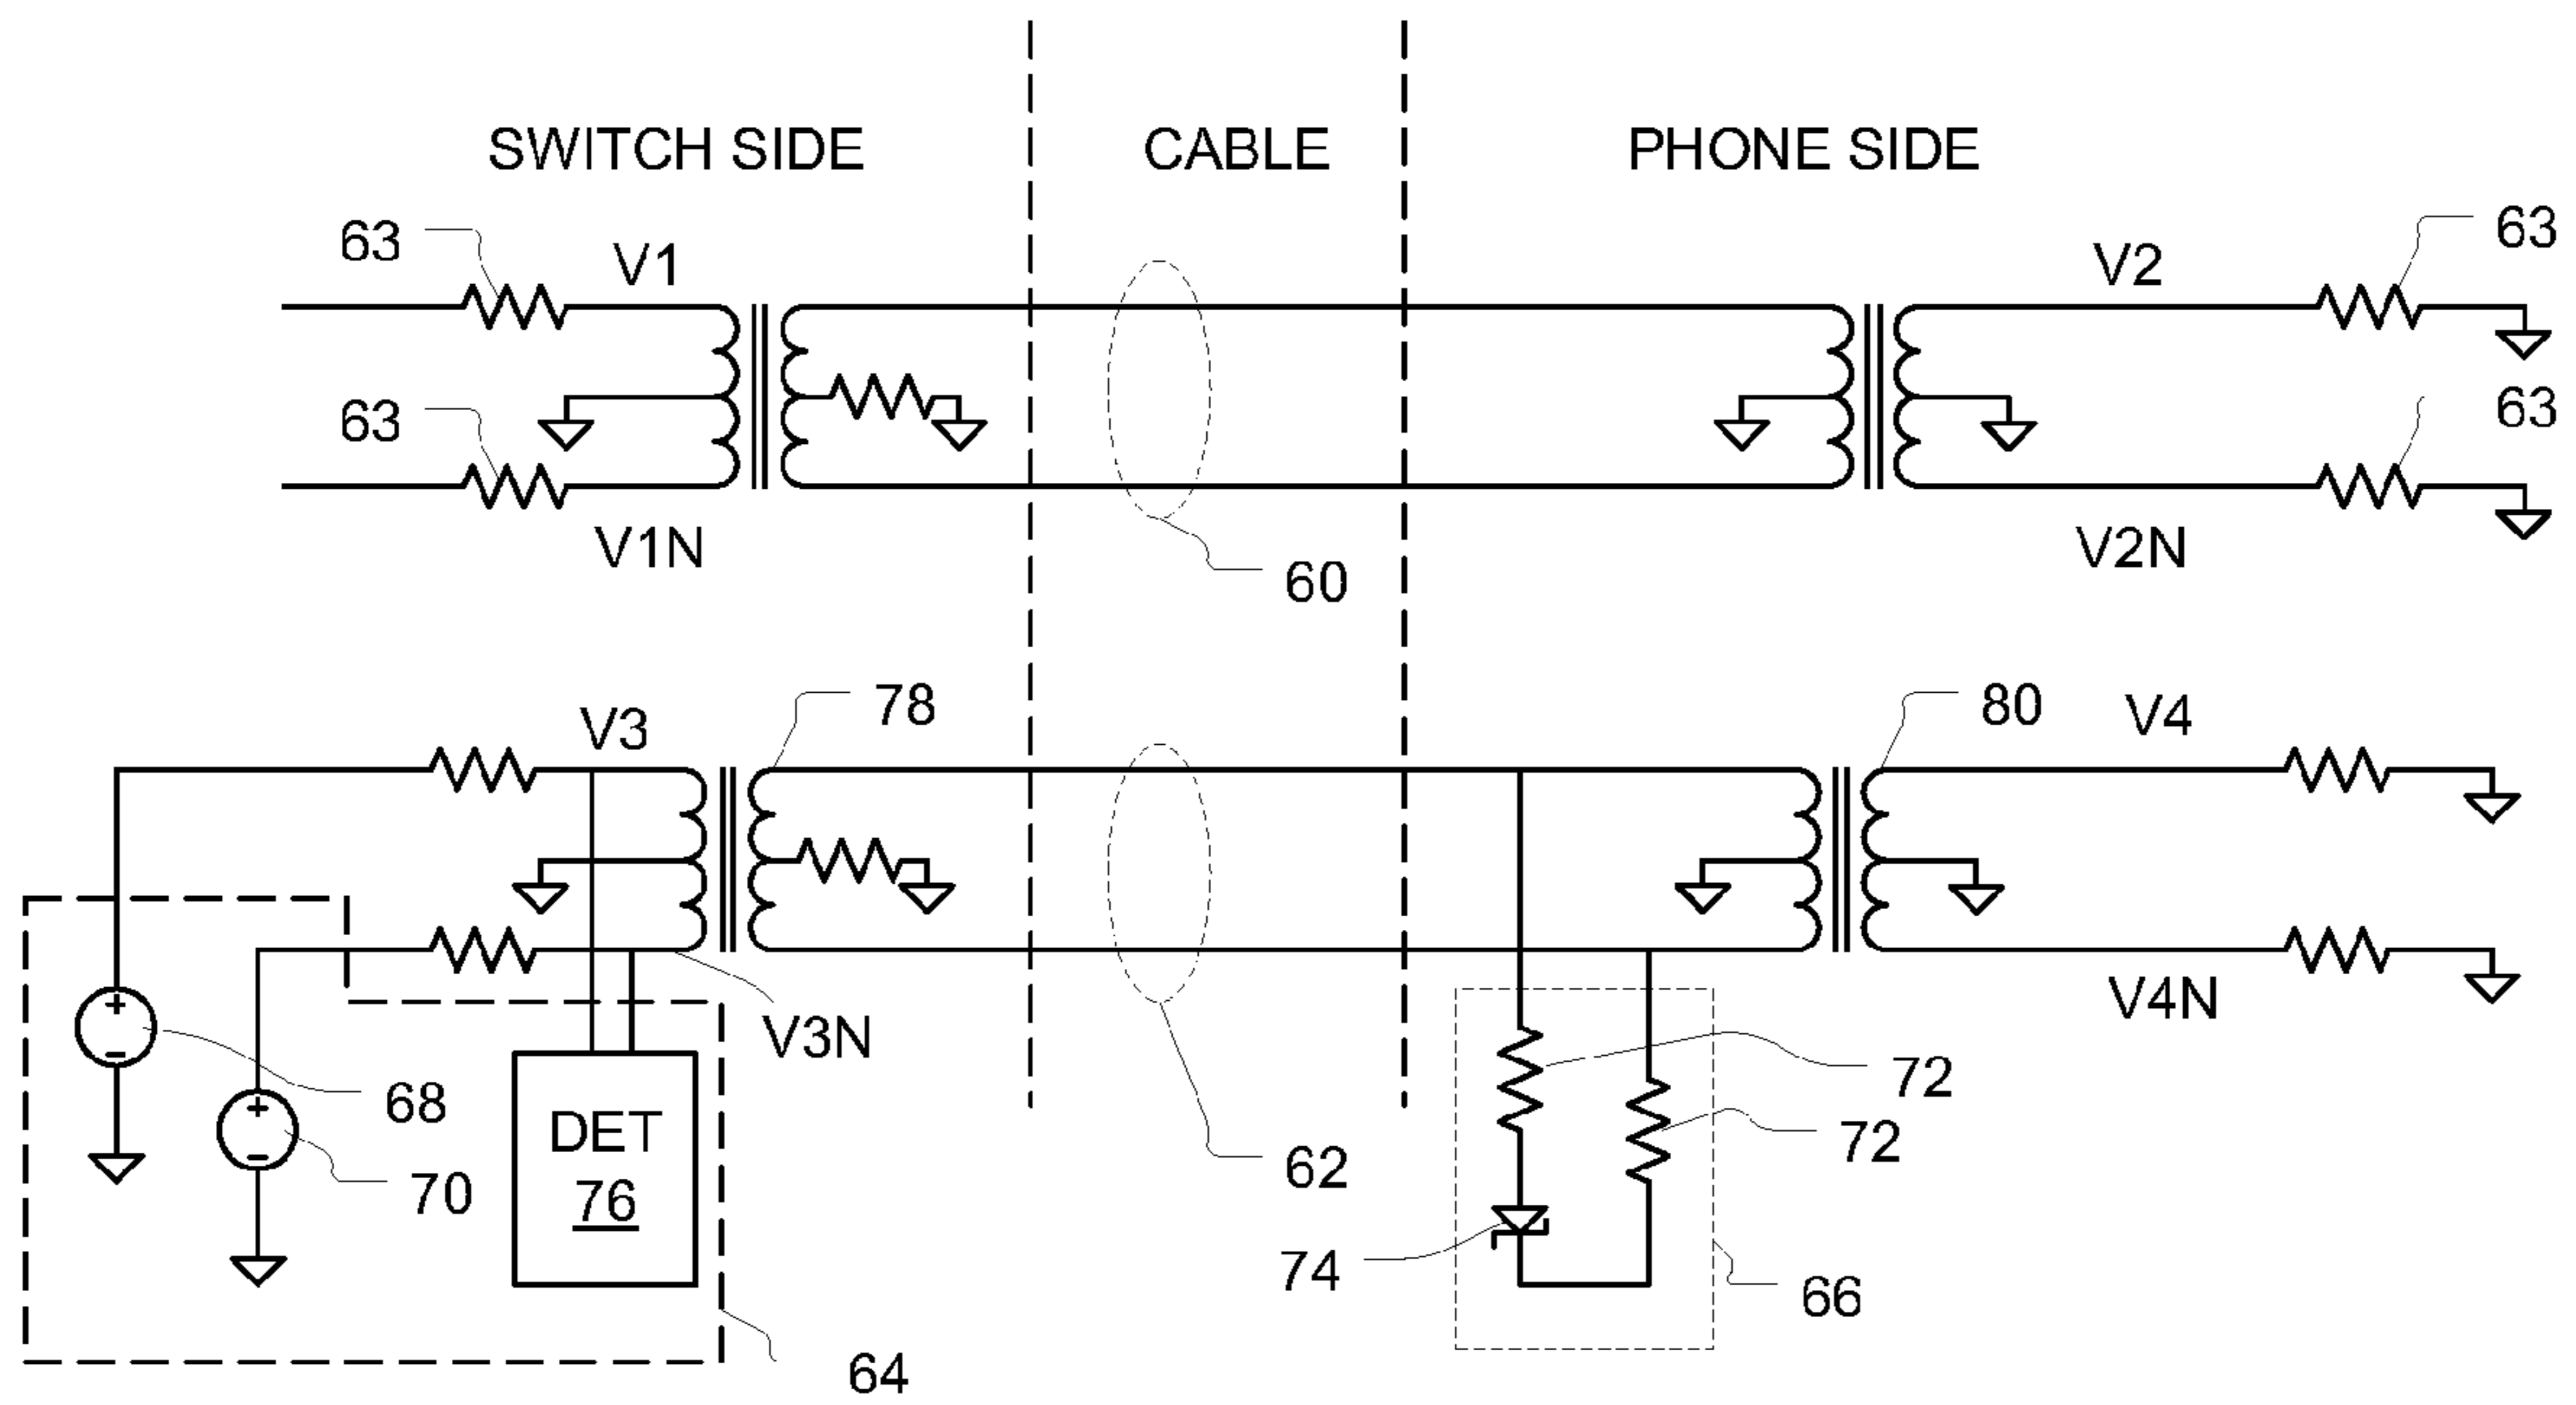 SWITCH SIDE CABLE PHONE SIDE
63 V1 V2 63
63 63
V1N V2N
60
V3 78 80 V4
+ V3N V4N
-
68 + 72
DET 72
70 - 76 62
74
66
64